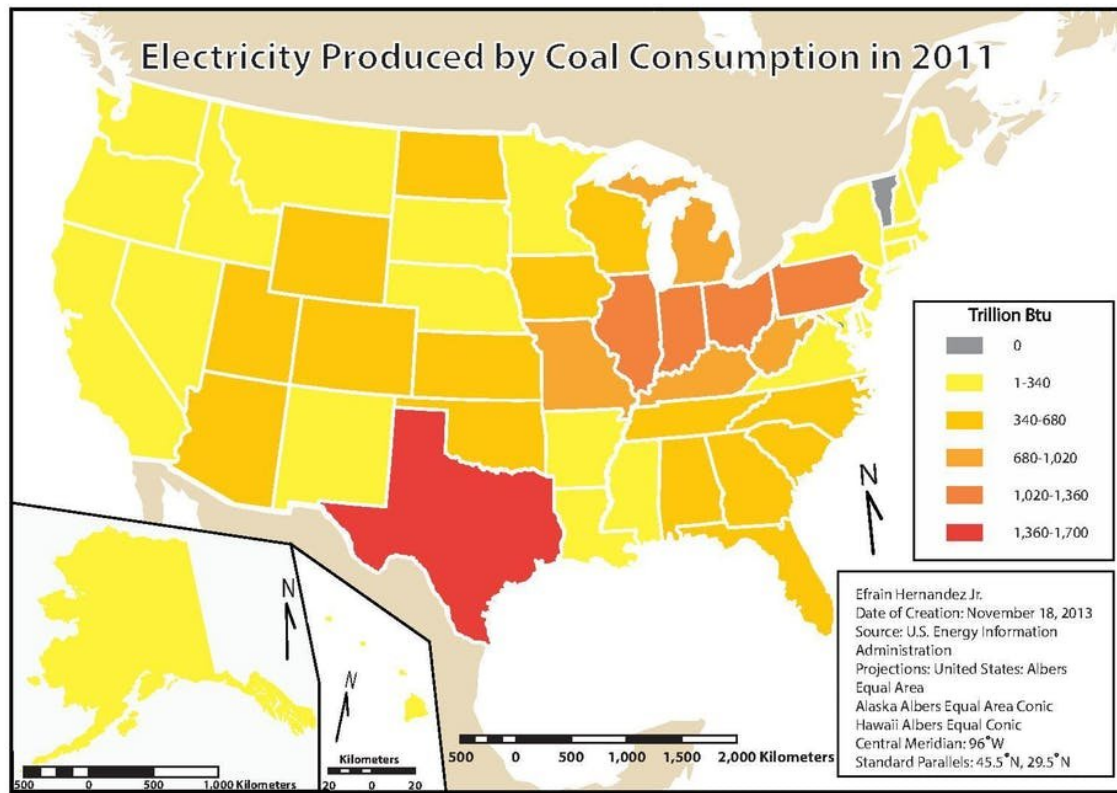 Electricity Produced by Coal Consumption in 2011
Trillion Btu
0
1-340
340-680
680-1,020
1,020-1,360
1,360-1,700
N
N
N
Efrain Hernandez Jr.
Date of Creation: November 18, 2013
Source: U.S. Energy Information
Administration
Projections: United States: Albers
Equal Area
Alaska Albers Equal Area Conic
Hawaii Albers Equal Conic
Central Meridian: 96°W
Standard Parallels: 45.5°N, 29.5°N
500 0 500 1,000 1,500 2,000 Kilometers
Kilometers
20 0 20
500 0 500 1,000 Kilometers